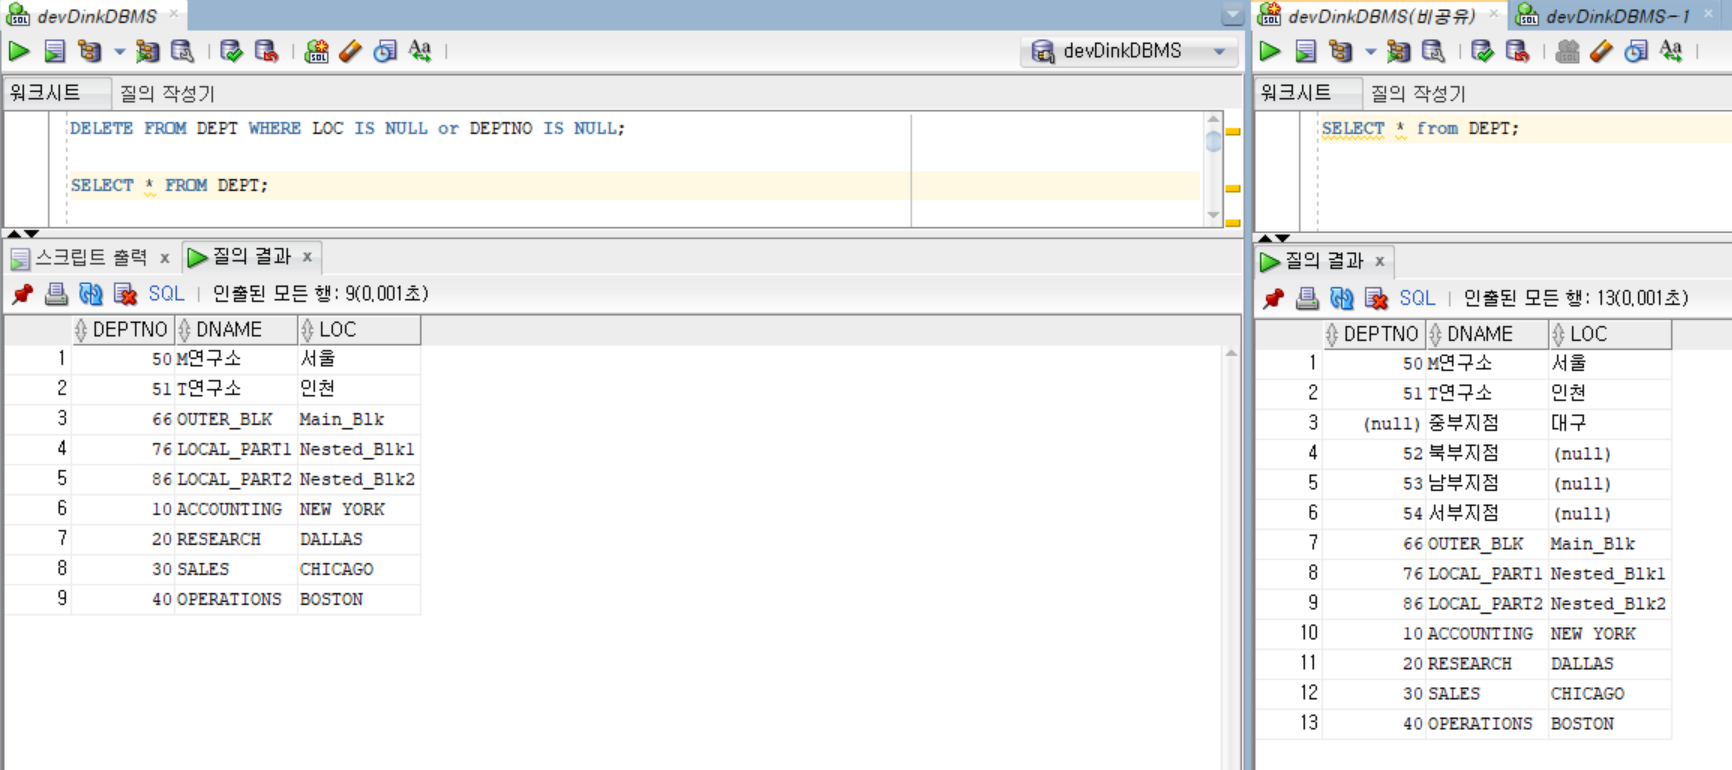 devDinkDBMS
devDinkDBMS
워크시트 질의 작성기
DELETE FROM DEPT WHERE LOC IS NULL or DEPTNO IS NULL;
SELECT * FROM DEPT;
스크립트 출력 x 질의 결과 x
SQL | 인출된 모든 행: 9(0,001초)
DEPTNO DNAME LOC
1 50 M연구소 서울
2 51 T연구소 인천
3 66 OUTER_BLK Main_Blk
4 76 LOCAL_PART1 Nested_Blk1
5 86 LOCAL_PART2 Nested_Blk2
6 10 ACCOUNTING NEW YORK
7 20 RESEARCH DALLAS
8 30 SALES CHICAGO
9 40 OPERATIONS BOSTON
devDinkDBMS(비공유) devDinkDBMS-1
워크시트 질의 작성기
SELECT * from DEPT;
질의 결과 x
SQL | 인출된 모든 행: 13(0,001초)
DEPTNO DNAME LOC
1 50 M연구소 서울
2 51 T연구소 인천
3 (null) 중부지점 대구
4 52 북부지점 (null)
5 53 남부지점 (null)
6 54 서부지점 (null)
7 66 OUTER_BLK Main_Blk
8 76 LOCAL_PART1 Nested_Blk1
9 86 LOCAL_PART2 Nested_Blk2
10 10 ACCOUNTING NEW YORK
11 20 RESEARCH DALLAS
12 30 SALES CHICAGO
13 40 OPERATIONS BOSTON